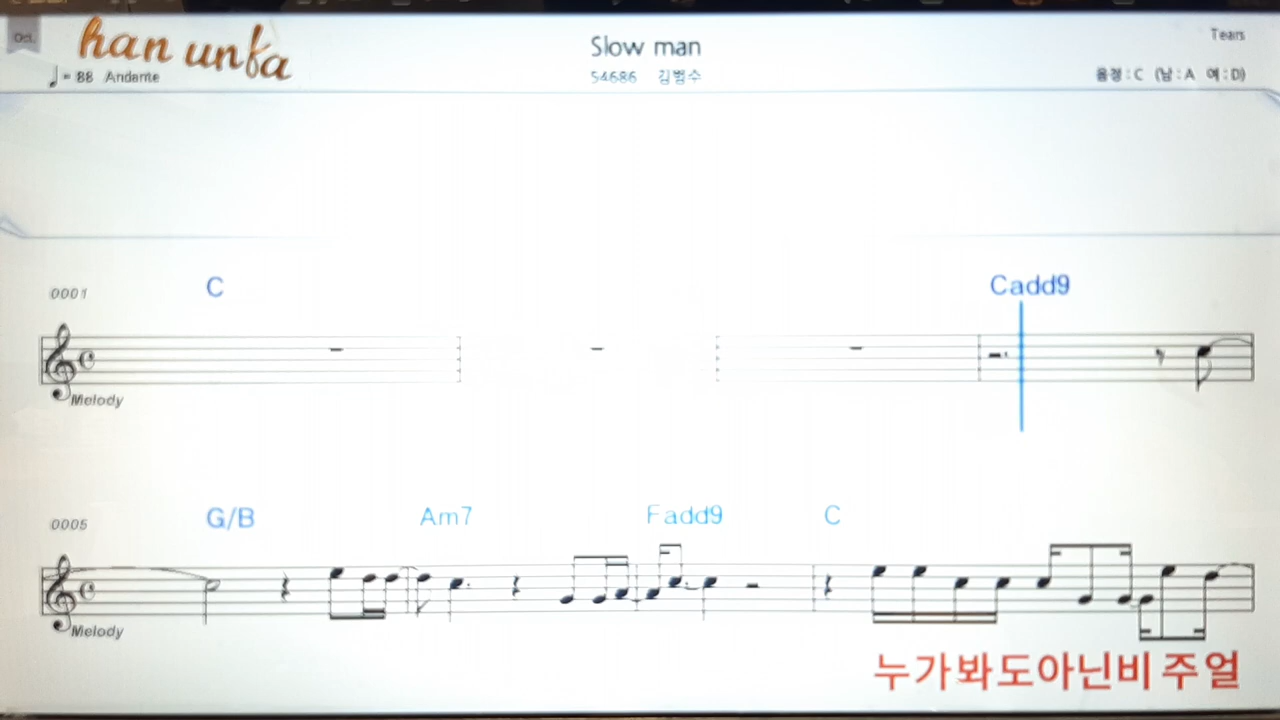 Oct.
han unfa
Slow man
Tears
♩= 88 Andante
54686 김범수
음정 : C (남 : A 여 : D)
0001
C
Cadd9
Melody
0005
G/B
Am7
Fadd9
C
Melody
누가봐도아닌비 주얼